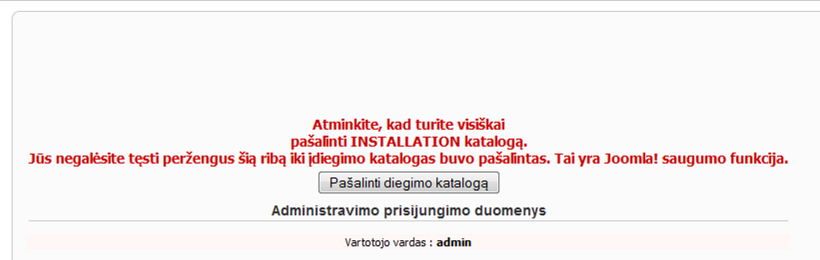 Atminkite, kad turite visiškai
pašalinti INSTALLATION katalogą.
Jūs negalėsite tęsti peržengus šią ribą iki įdiegimo katalogas buvo pašalintas. Tai yra Joomla! saugumo funkcija.
Pašalinti diegimo katalogą
Administravimo prisijungimo duomenys
Vartotojo vardas : admin